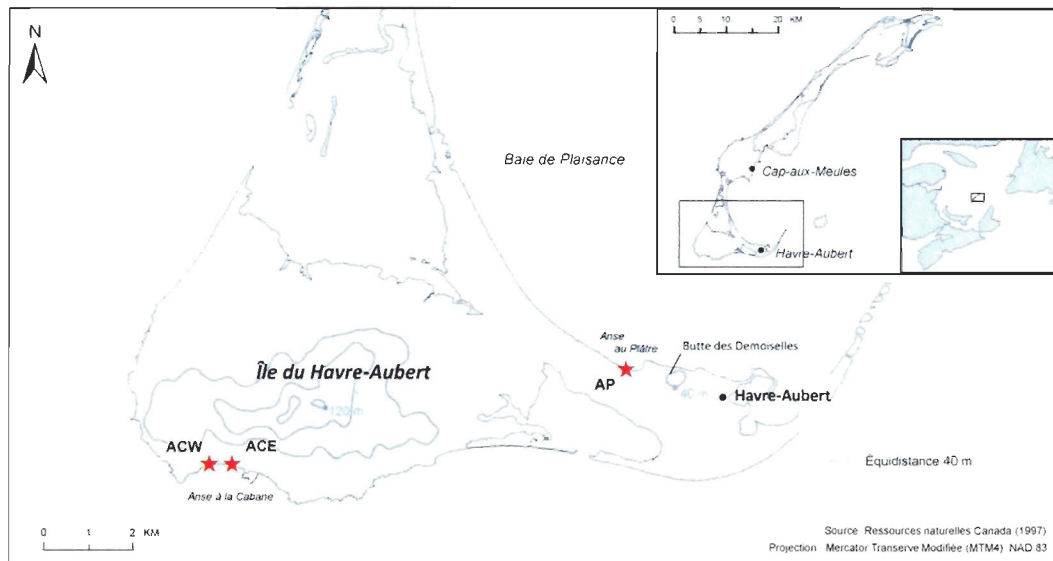 N
0 10 20 KM
Baie de Plaisance
Cap-aux-Meules
Havre-Aubert
Anse
au Plâtre
Butte des Demoiselles
AP
40 m
Havre-Aubert
Île du Havre-Aubert
120 m
ACW ACE
Anse à la Cabane
Équidistance 40 m
0 1 2 KM
Source Ressources naturelles Canada (1997)
Projection Mercator Transerve Modifiée (MTM4) NAD 83